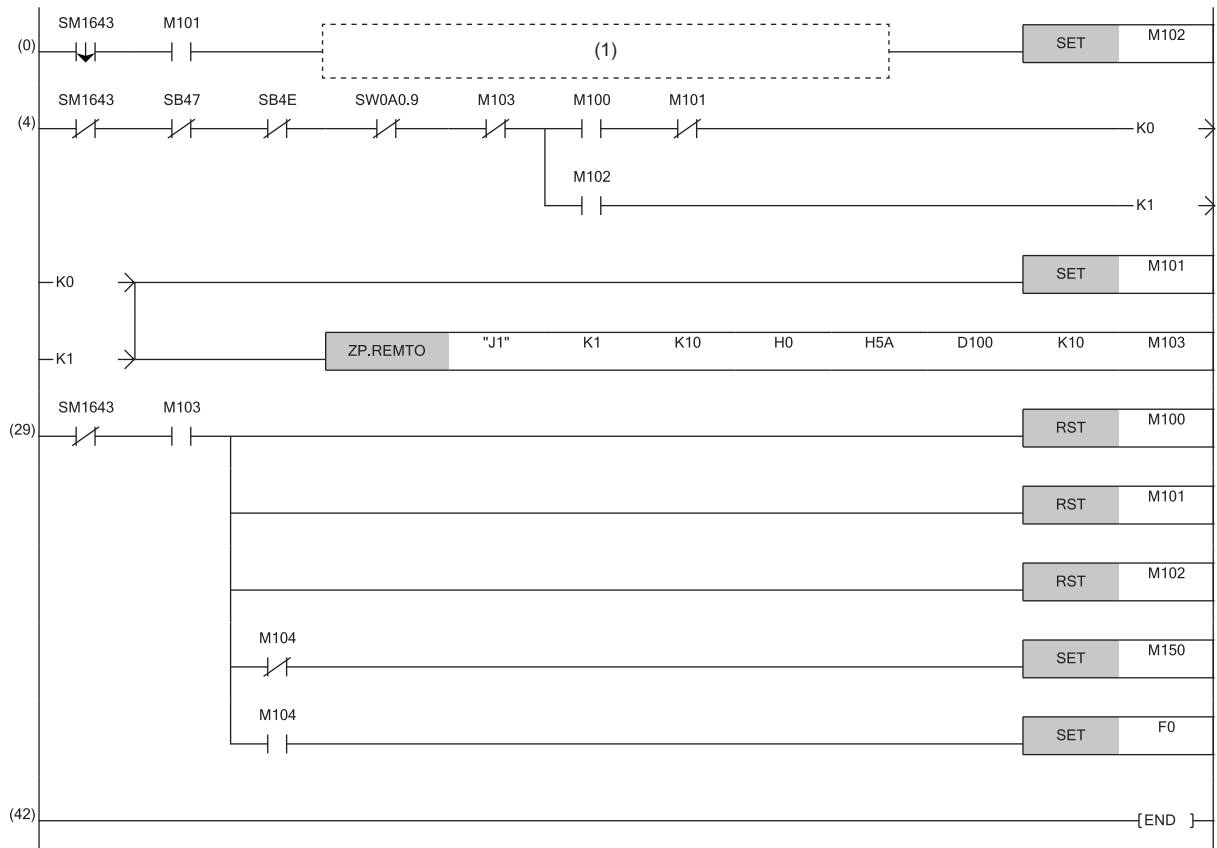 SM1643 M101
(0) (1) SET M102
SM1643 SB47 SB4E SW0A0.9 M103 M100 M101
(4) K0
M102
K1
K0 SET M101
K1 ZP.REMTO "J1" K1 K10 H0 H5A D100 K10 M103
SM1643 M103
(29) RST M100
RST M101
RST M102
M104
SET M150
M104
SET F0
(42) [END ]